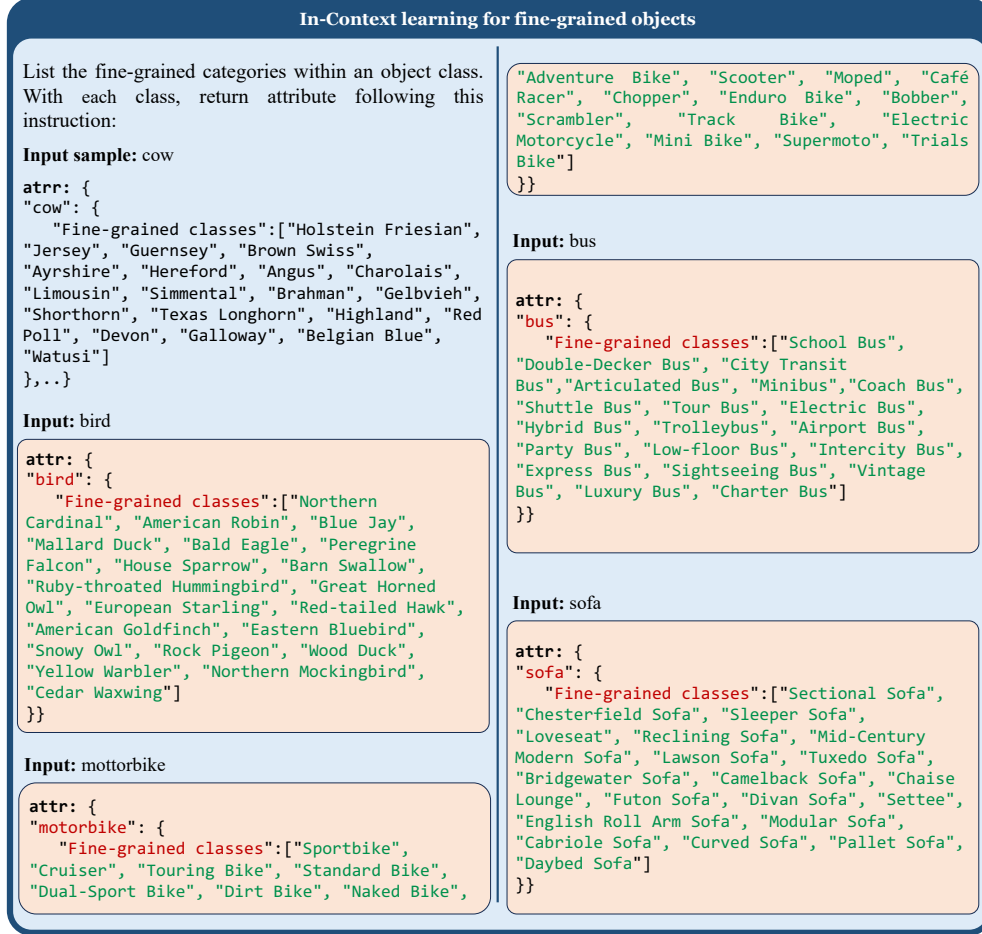 In-Context learning for fine-grained objects
List the fine-grained categories within an object class.
With each class, return attribute following this
instruction:
Input sample: cow
atrr: {
"cow": {
"Fine-grained classes":["Holstein Friesian",
"Jersey", "Guernsey", "Brown Swiss",
"Ayrshire", "Hereford", "Angus", "Charolais",
"Limousin", "Simmental", "Brahman", "Gelbvieh",
"Shorthorn", "Texas Longhorn", "Highland", "Red
Poll", "Devon", "Galloway", "Belgian Blue",
"Watusi"]
},..}
Input: bird
attr: {
"bird": {
"Fine-grained classes":["Northern
Cardinal", "American Robin", "Blue Jay",
"Mallard Duck", "Bald Eagle", "Peregrine
Falcon", "House Sparrow", "Barn Swallow",
"Ruby-throated Hummingbird", "Great Horned
Owl", "European Starling", "Red-tailed Hawk",
"American Goldfinch", "Eastern Bluebird",
"Snowy Owl", "Rock Pigeon", "Wood Duck",
"Yellow Warbler", "Northern Mockingbird",
"Cedar Waxwing"]
}}
Input: mottorbike
attr: {
"motorbike": {
"Fine-grained classes":["Sportbike",
"Cruiser", "Touring Bike", "Standard Bike",
"Dual-Sport Bike", "Dirt Bike", "Naked Bike",
"Adventure Bike", "Scooter", "Moped", "Café
Racer", "Chopper", "Enduro Bike", "Bobber",
"Scrambler", "Track Bike", "Electric
Motorcycle", "Mini Bike", "Supermoto", "Trials
Bike"]
}}
Input: bus
attr: {
"bus": {
"Fine-grained classes":["School Bus",
"Double-Decker Bus", "City Transit
Bus","Articulated Bus", "Minibus","Coach Bus",
"Shuttle Bus", "Tour Bus", "Electric Bus",
"Hybrid Bus", "Trolleybus", "Airport Bus",
"Party Bus", "Low-floor Bus", "Intercity Bus",
"Express Bus", "Sightseeing Bus", "Vintage
Bus", "Luxury Bus", "Charter Bus"]
}}
Input: sofa
attr: {
"sofa": {
"Fine-grained classes":["Sectional Sofa",
"Chesterfield Sofa", "Sleeper Sofa",
"Loveseat", "Reclining Sofa", "Mid-Century
Modern Sofa", "Lawson Sofa", "Tuxedo Sofa",
"Bridgewater Sofa", "Camelback Sofa", "Chaise
Lounge", "Futon Sofa", "Divan Sofa", "Settee",
"English Roll Arm Sofa", "Modular Sofa",
"Cabriole Sofa", "Curved Sofa", "Pallet Sofa",
"Daybed Sofa"]
}}